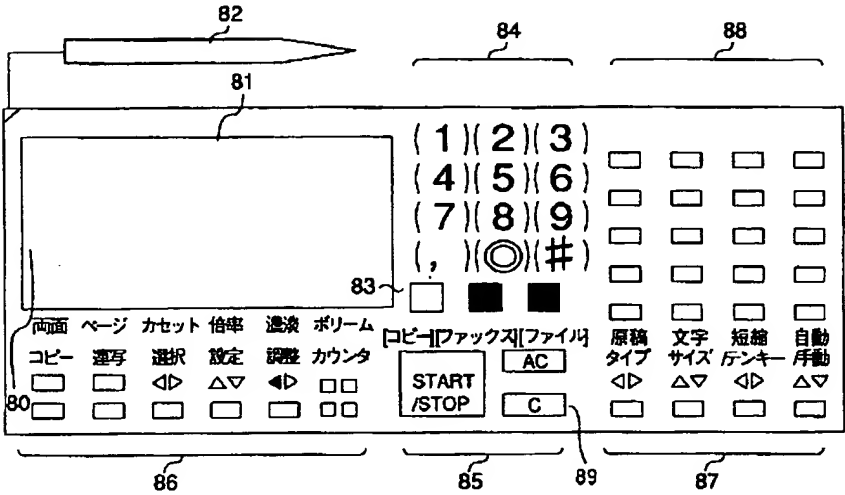 82
84
88
81
(1)(2)(3)
(4)(5)(6)
(7)(8)(9)
(,)(◎)(#)
83
[コピー][ファックス][ファイル]
両面 ページ カセット 倍率 濃淡 ボリーム
コピー 連写 選択 設定 調整 カウンタ
◁▷ △▽ ◀▷
80
START
/STOP
AC
C
原稿 文字 短縮 自動
タイプ サイズ /テンキー /手動
◁▷ △▽ ◁▷ △▽
86
85
89
87